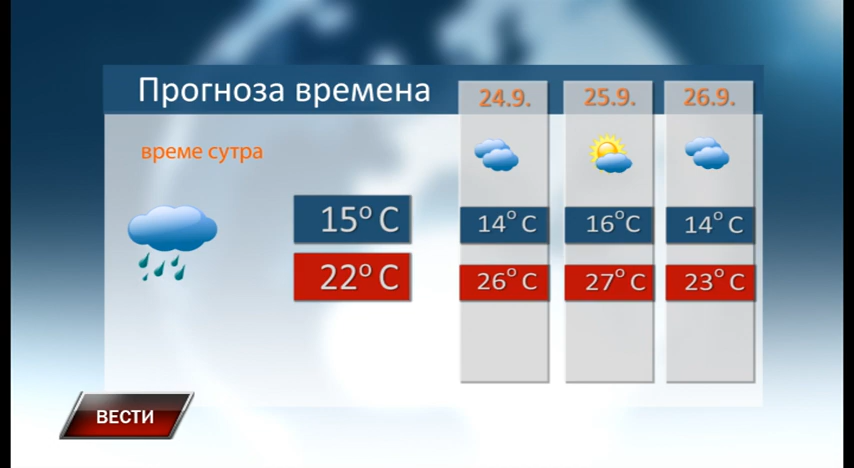 Прогноза времена
време сутра
15° C
22° C
24.9. 25.9. 26.9.
14° C 16°C 14° C
26° C 27° C 23° C
ВЕСТИ